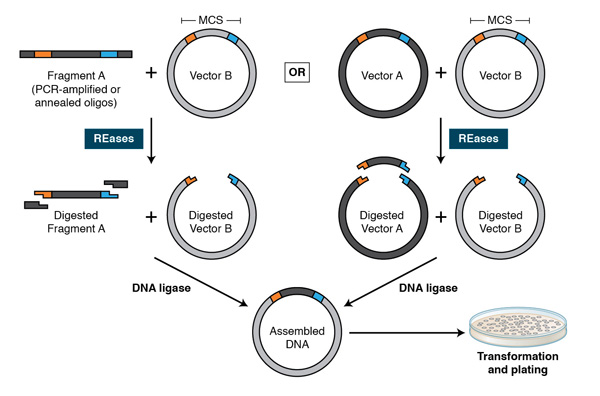 MCS
MCS
Fragment A
(PCR-amplified or
annealed oligos)
+
Vector B
OR
Vector A
+
Vector B
REases
REases
Digested
Fragment A
+
Digested
Vector B
Digested
Vector A
+
Digested
Vector B
DNA ligase
DNA ligase
Assembled
DNA
Transformation
and plating